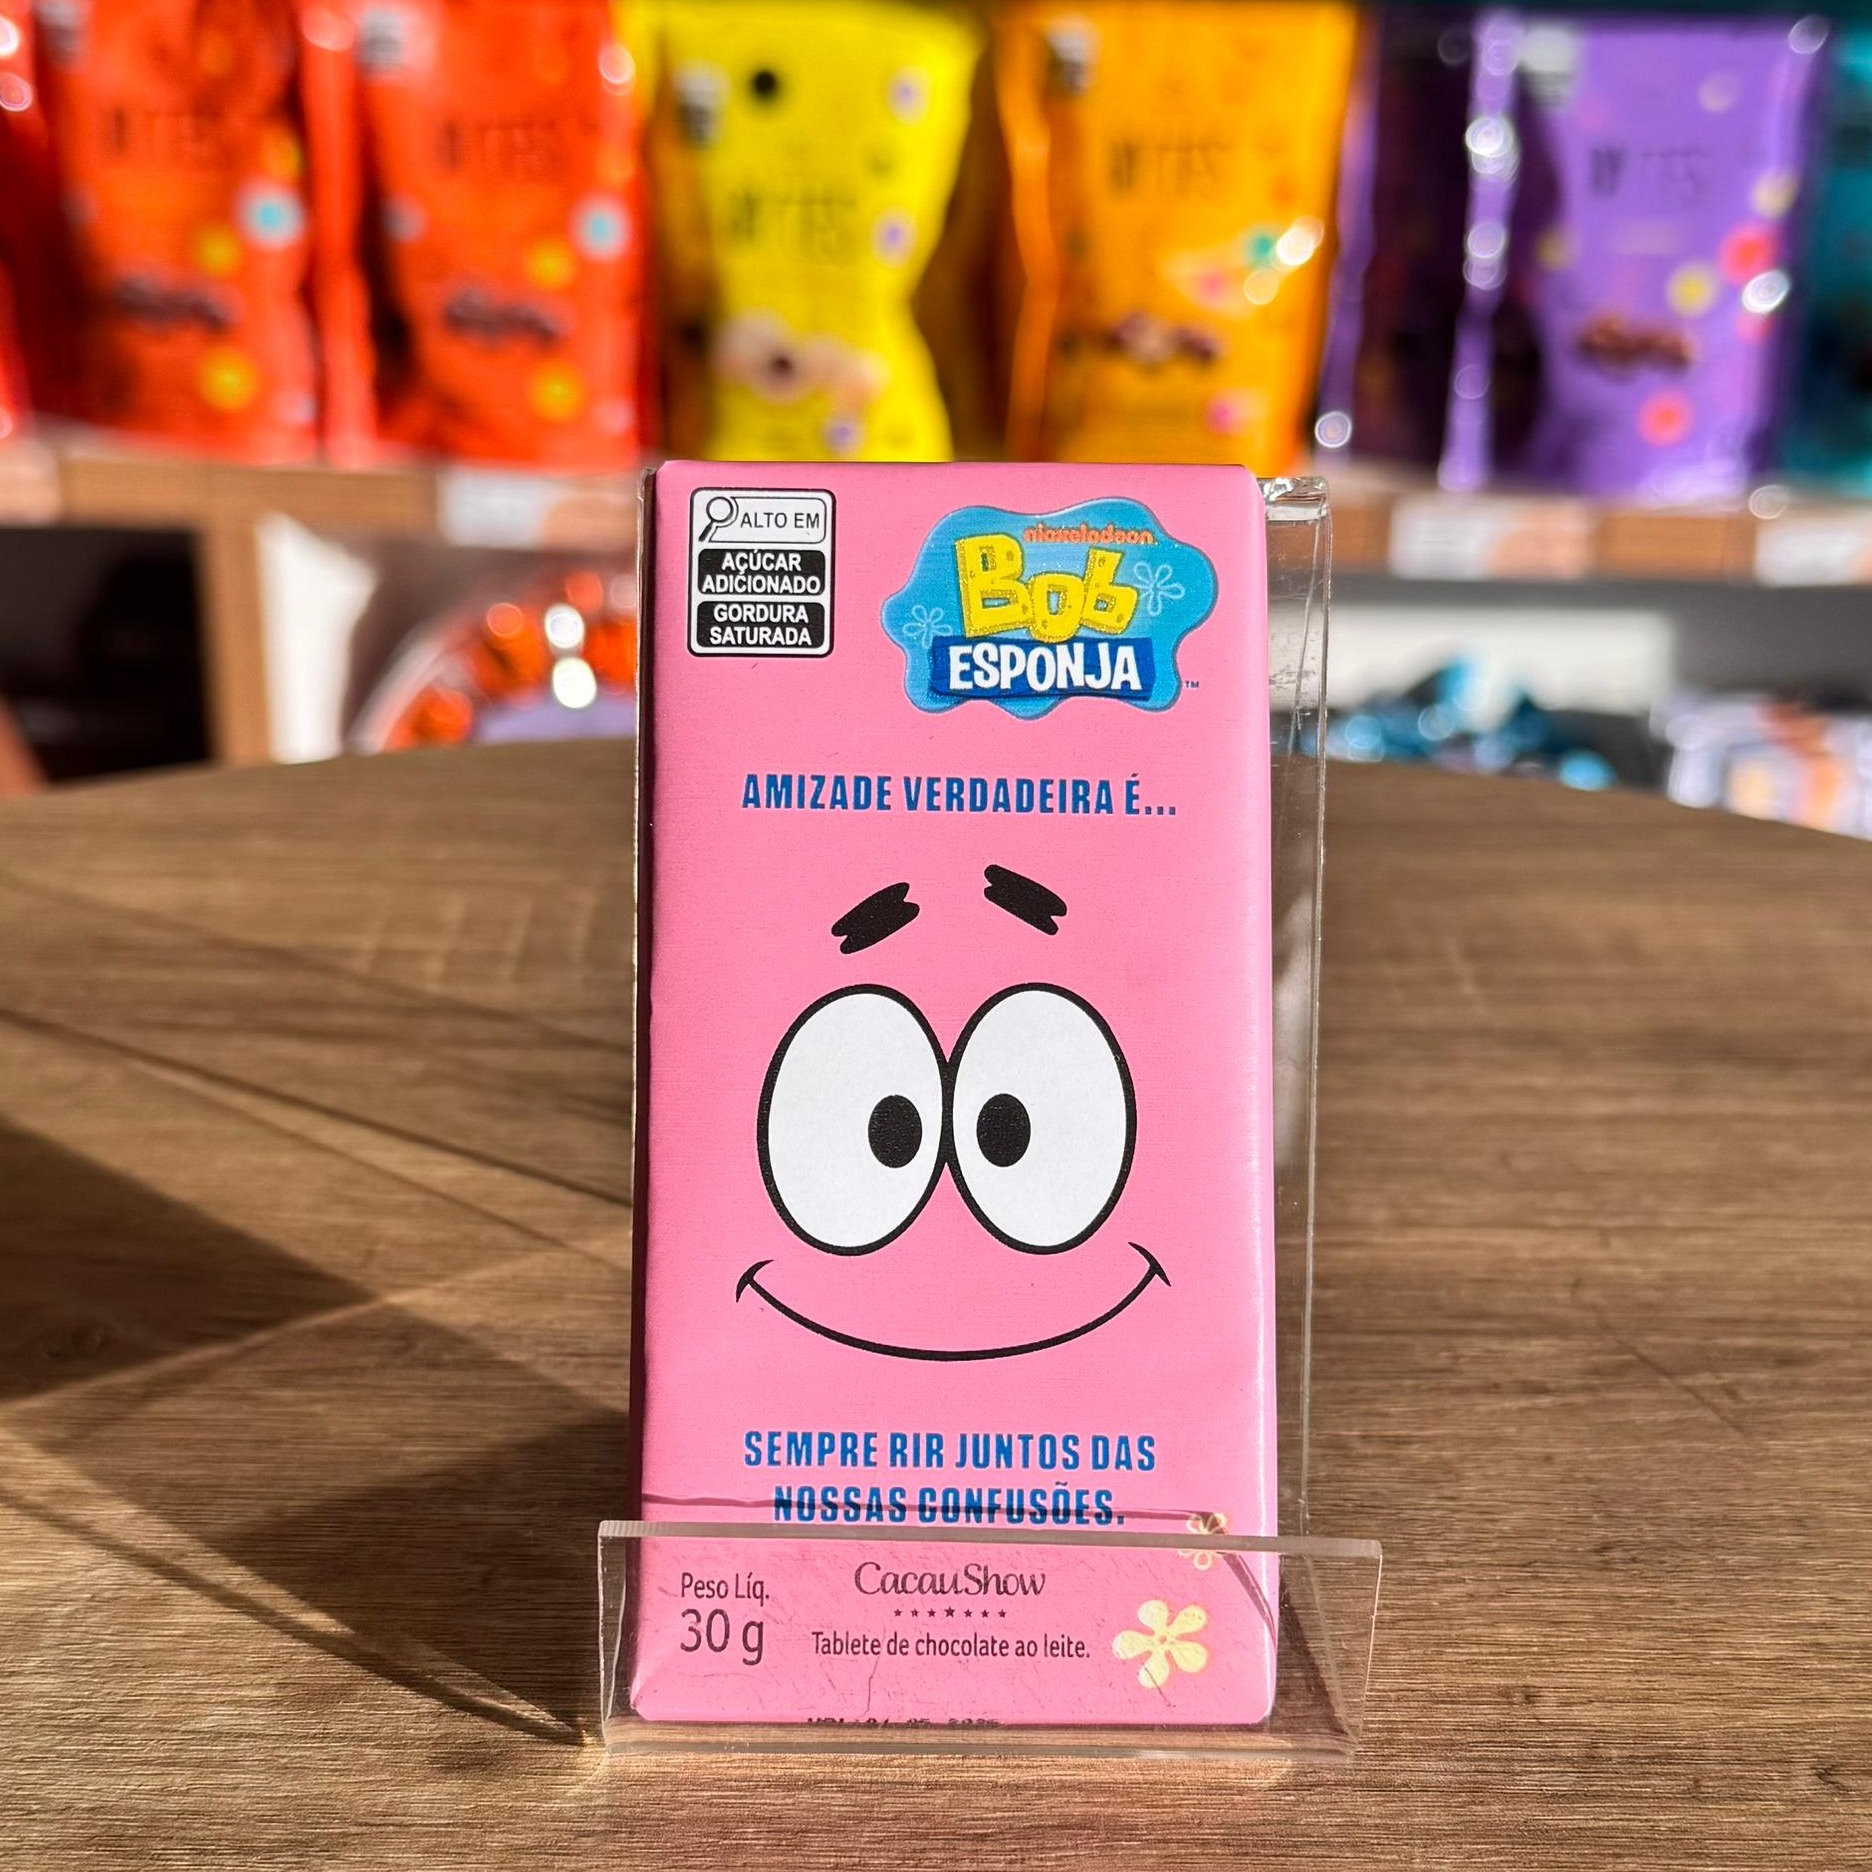 ALTO EM
AÇÚCAR
ADICIONADO
GORDURA
SATURADA
nickelodeon
Bob
ESPONJA
TM
AMIZADE VERDADEIRA É...
SEMPRE RIR JUNTOS DAS
NOSSAS CONFUSÕES.
Peso Líq.
30 g
CacauShow
Tablete de chocolate ao leite.